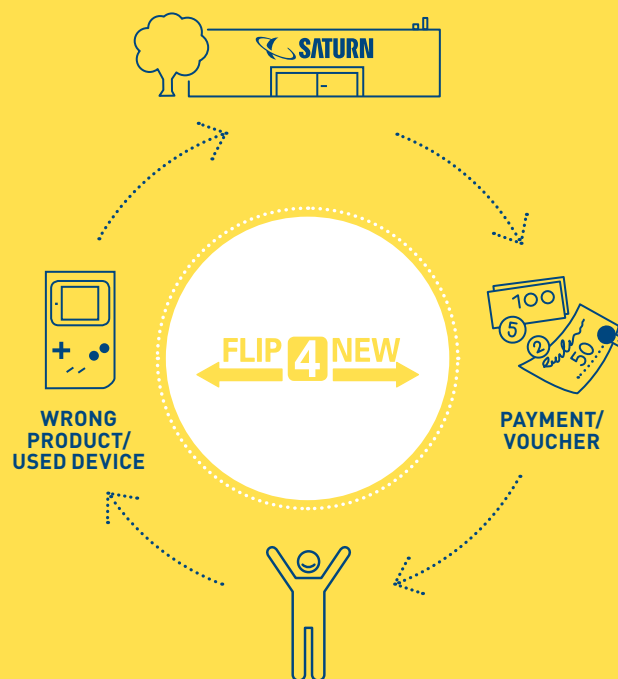 SATURN
100
5
2
50
FLIP 4 NEW
WRONG
PRODUCT/
USED DEVICE
PAYMENT/
VOUCHER